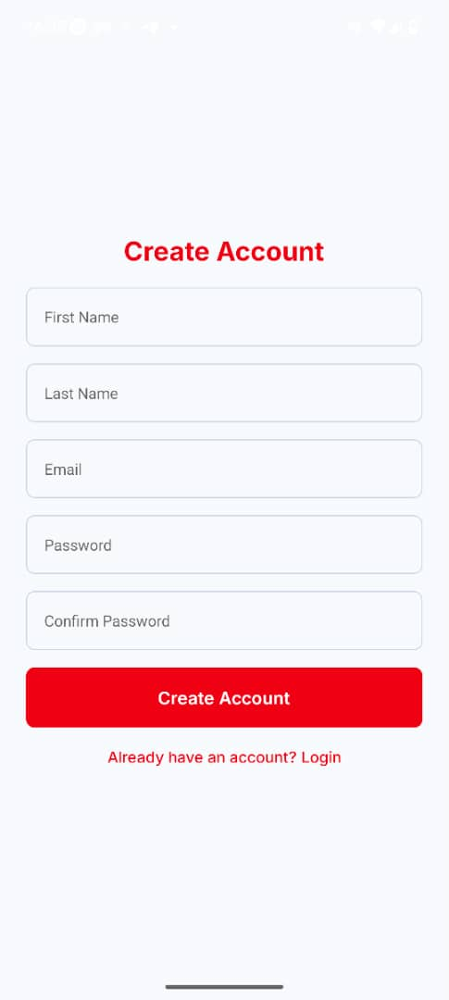 Create Account
First Name
Last Name
Email
Password
Confirm Password
Create Account
Already have an account? Login